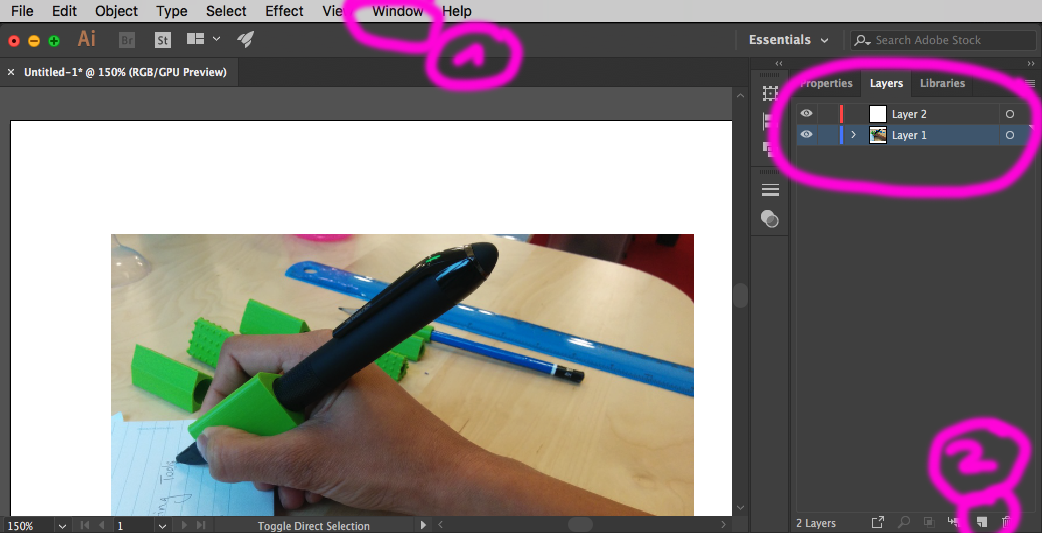 File Edit Object Type Select Effect View Window Help
1
Ai Br St Essentials Search Adobe Stock
× Untitled-1* @ 150% (RGB/GPU Preview)
Properties Layers Libraries
Layer 2
Layer 1
2
150% 1 Toggle Direct Selection 2 Layers